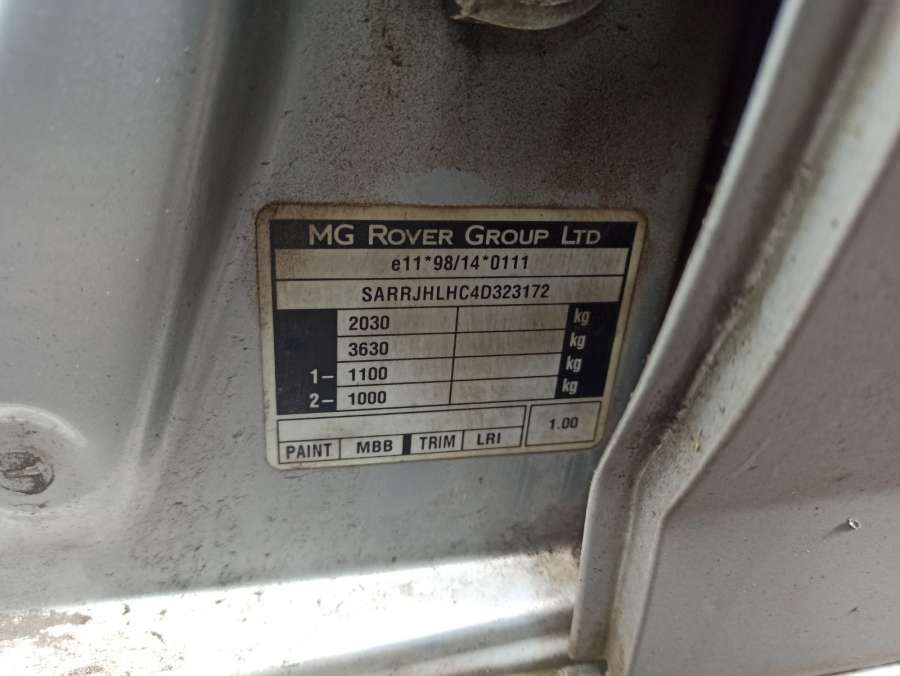 MG ROVER GROUP LTD
e11*98/14*0111
SARRJHLHC4D323172
2030 kg
3630 kg
1– 1100 kg
2– 1000 kg
1.00
PAINT MBB TRIM LRI